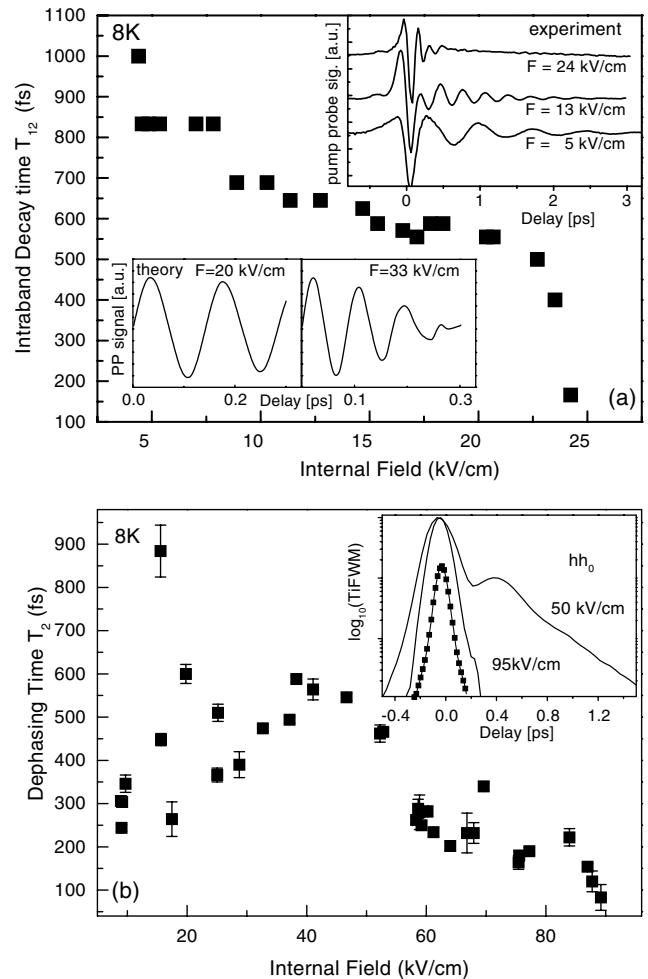 8K
1100
1000
900
800
700
600
500
400
300
200
100
Intraband Decay time T12 (fs)
experiment
F = 24 kV/cm
F = 13 kV/cm
F = 5 kV/cm
pump probe sig. [a.u.]
0 1 2 3
Delay [ps]
theory F=20 kV/cm F=33 kV/cm
PP signal [a.u.]
0.0 0.2 0.1 0.3
Delay [ps]
(a)
5 10 15 20 25
Internal Field (kV/cm)
8K
900
800
700
600
500
400
300
200
100
Dephasing Time T2 (fs)
log10(TiFWM)
hh0
50 kV/cm
95kV/cm
-0.4 0.0 0.4 0.8 1.2
Delay [ps]
(b)
20 40 60 80
Internal Field (kV/cm)